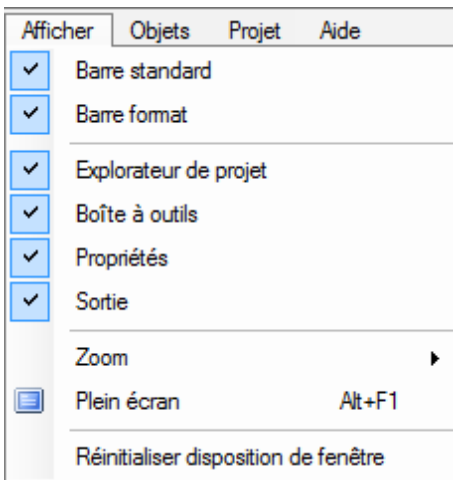 Afficher Objets Projet Aide
Barre standard
Barre format
Explorateur de projet
Boîte à outils
Propriétés
Sortie
Zoom
Plein écran Alt+F1
Réinitialiser disposition de fenêtre